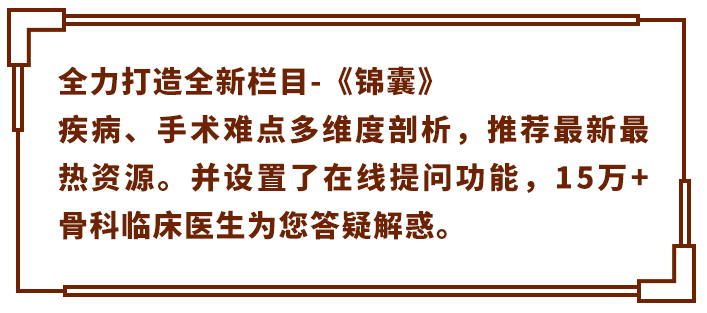 全力打造全新栏目-《锦囊》
疾病、手术难点多维度剖析，推荐最新最
热资源。并设置了在线提问功能，15万+
骨科临床医生为您答疑解惑。